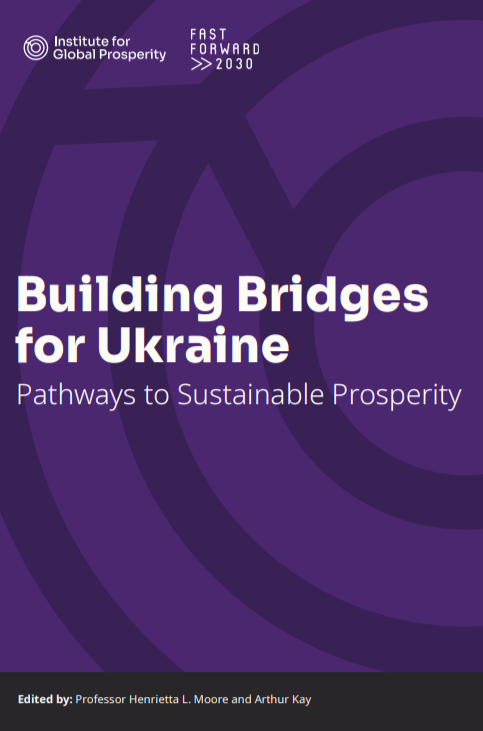 Institute for
Global Prosperity
FAST
FORWARD
2030
Building Bridges
for Ukraine
Pathways to Sustainable Prosperity
Edited by: Professor Henrietta L. Moore and Arthur Kay